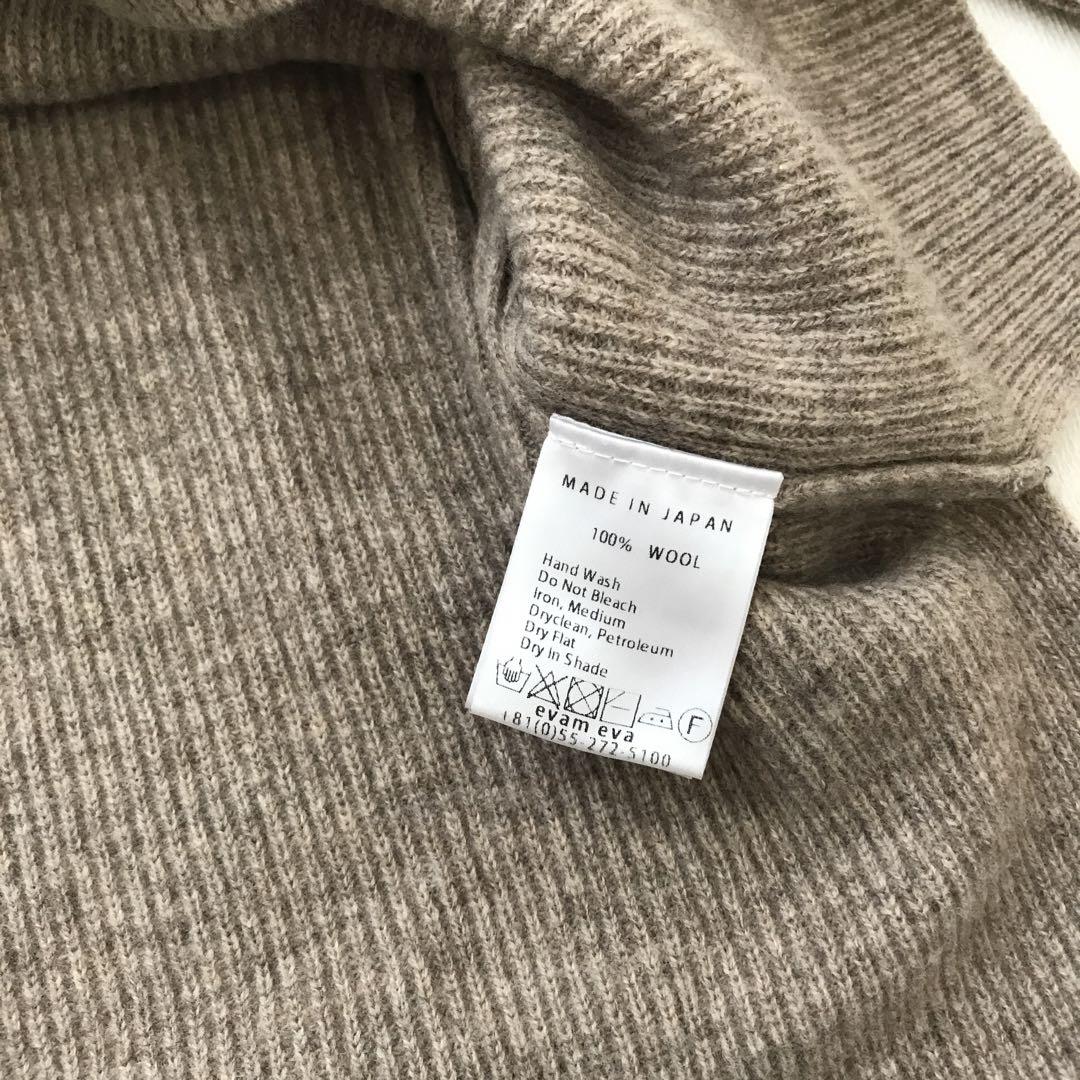 MADE IN JAPAN
100% WOOL
Hand Wash
Do Not Bleach
Iron, Medium
Dryclean, Petroleum
Dry Flat
Dry In Shade
F
evam eva
+81(0)55-272-5100